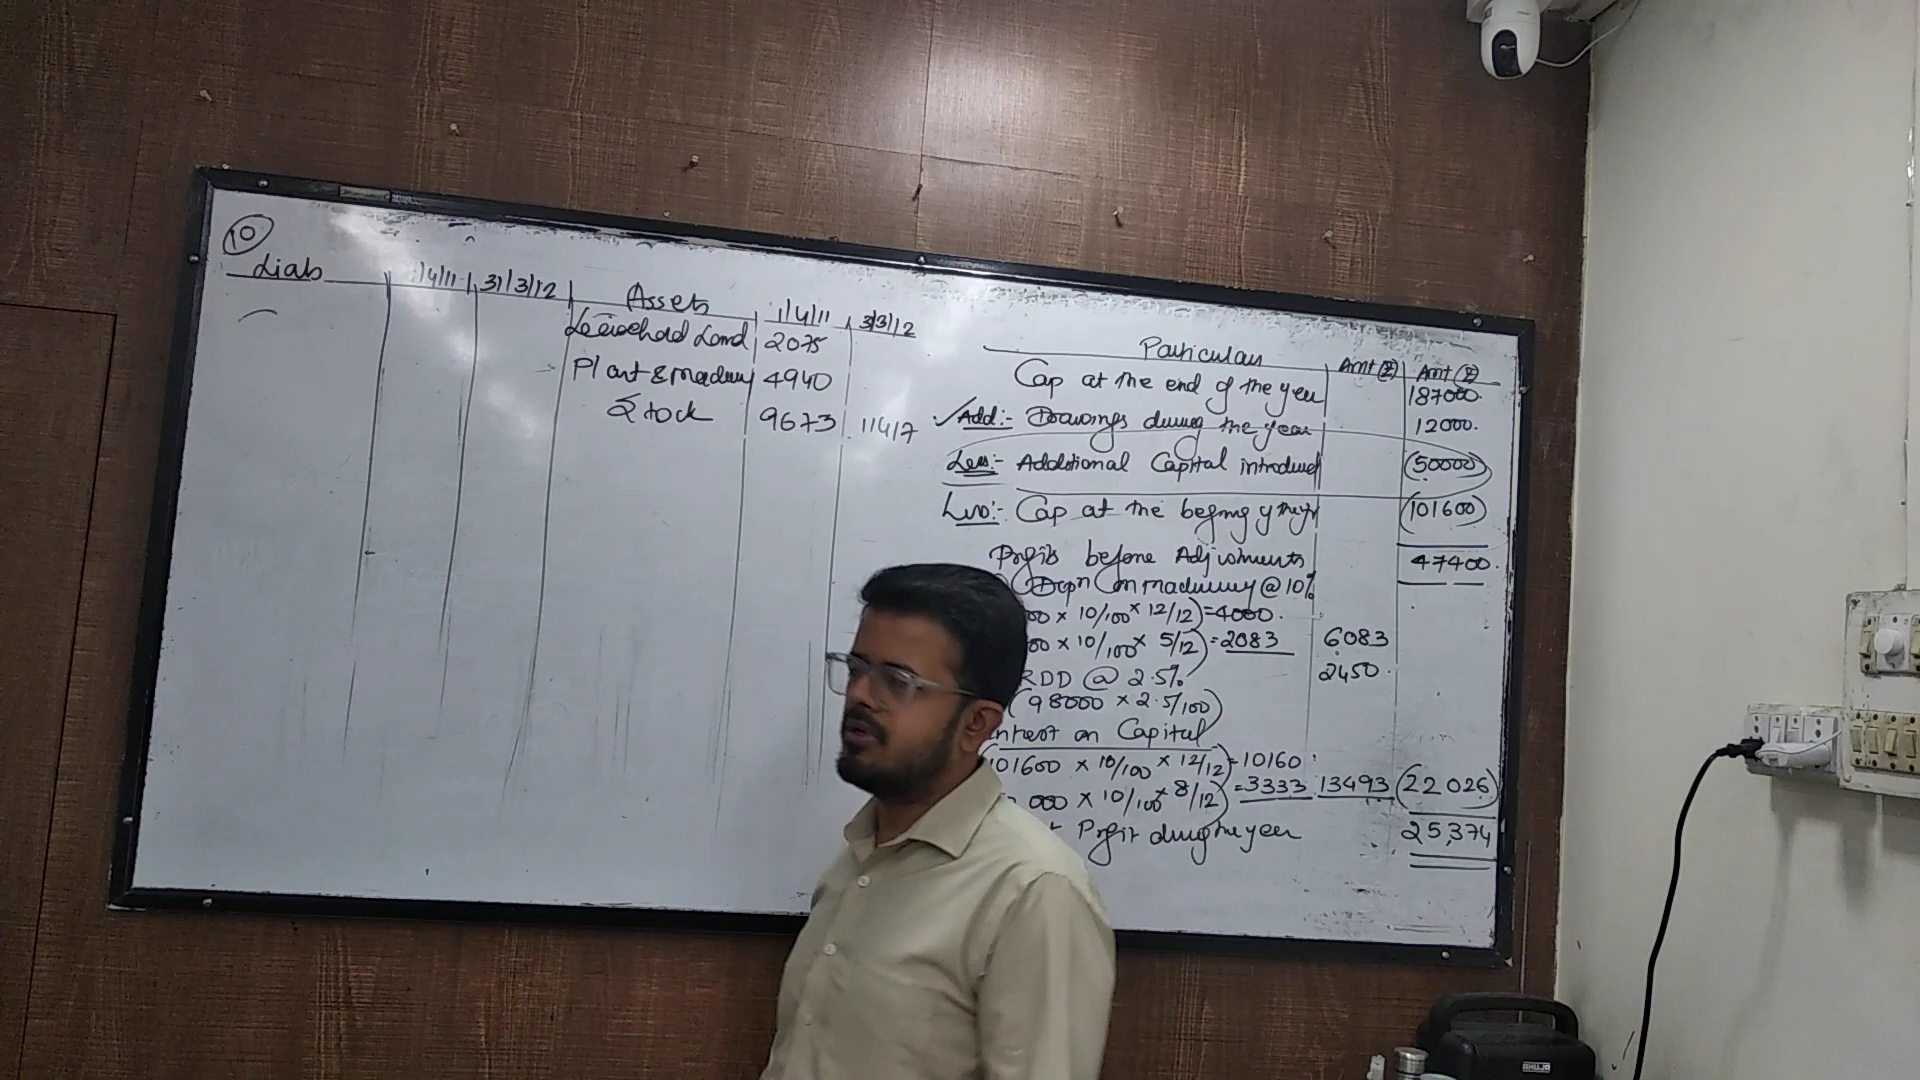 10
Liab 1/4/11 31/3/12 Assets 1/4/11 31/3/12
Leasehold Land 2075
Plant & 4940
Stock 9673 11417
Particulars Amt (₹) Amt (₹)
Cap at the end of the year 187000.
Add:- Drawings during the year 12000.
Less:- Additional Capital introduced (50000)
Less:- Cap at the of the yr (101600)
Profit before Adjustments 47400.
Depn on machinery @ 10%
00 × 10/100 × 12/12) = 4000.
00 × 10/100 × 5/12) = 2083 6083
RDD @ 2.5% 2450.
(98000 × 2.5/100)
nterest on Capital
101600 × 10/100 × 12/12) = 10160
000 × 10/100 × 8/12) = 3333 13493 (22026)
t Profit during the year 25,374
AHUJA